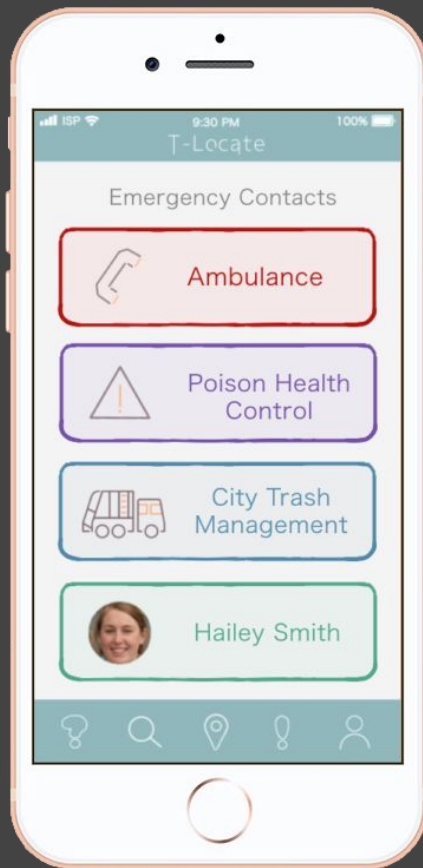 ISP 9:30 PM 100%
T-Locate
Emergency Contacts
Ambulance
Poison Health
Control
City Trash
Management
Hailey Smith